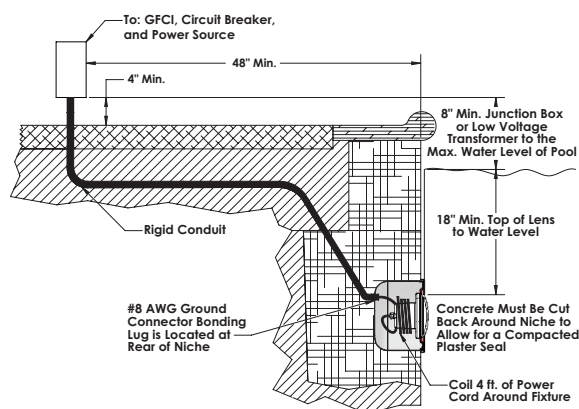 To: GFCI, Circuit Breaker,
and Power Source
48" Min.
4" Min.
8" Min. Junction Box
or Low Voltage
Transformer to the
Max. Water Level of Pool
18" Min. Top of Lens
to Water Level
Rigid Conduit
#8 AWG Ground
Connector Bonding
Lug is Located at
Rear of Niche
Concrete Must Be Cut
Back Around Niche to
Allow for a Compacted
Plaster Seal
Coil 4 ft. of Power
Cord Around Fixture